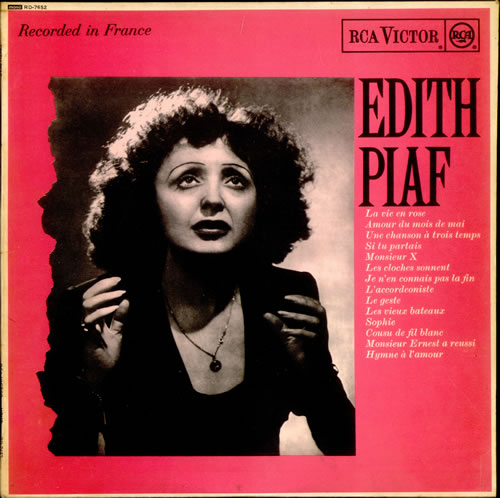 mono RD-7652
Recorded in France
RCA VICTOR
RCA
EDITH
PIAF
La vie en rose
Amour du mois de mai
Une chanson à trois temps
Si tu partais
Monsieur X
Les cloches sonnent
Je n'en connais pas la fin
L'accordeoniste
Le geste
Les vieux bateaux
Sophie
Cousu de fil blanc
Monsieur Ernest a reussi
Hymne à l'amour